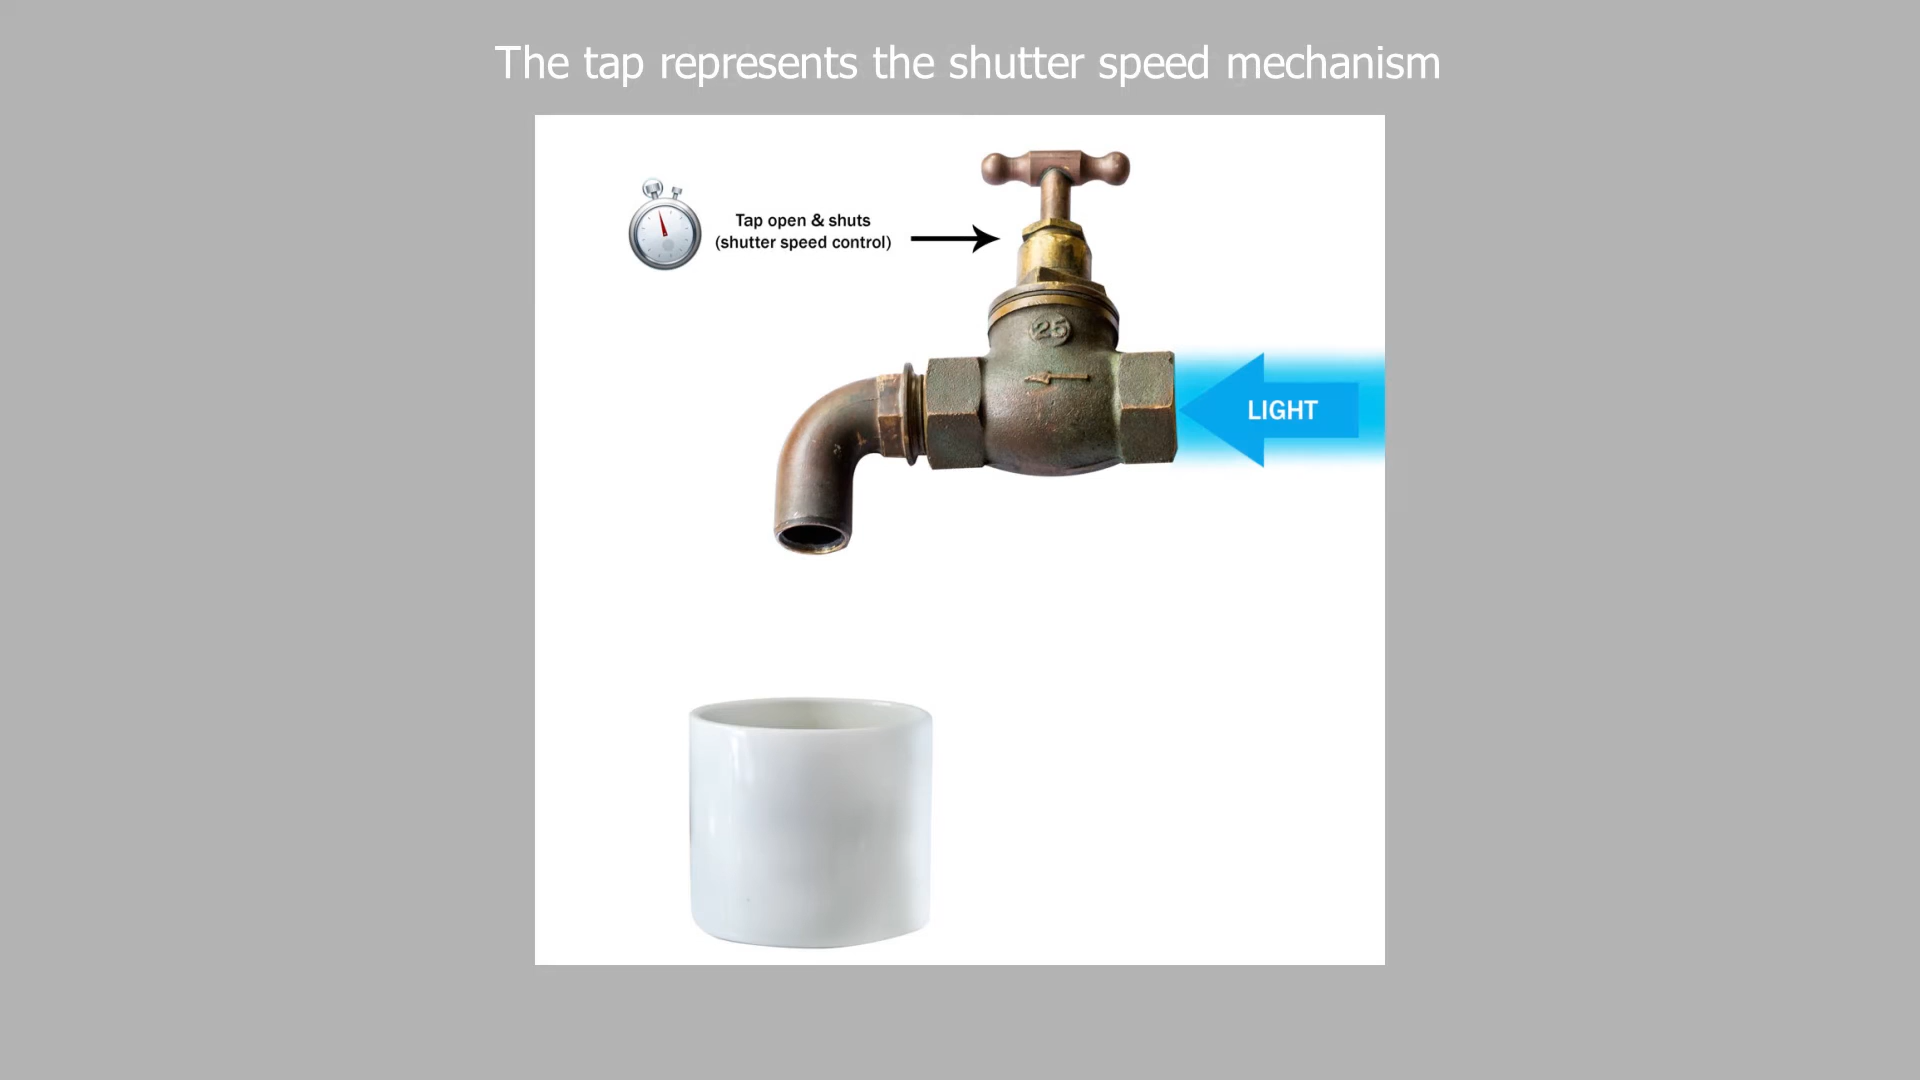 The tap represents the shutter speed mechanism
Tap open & shuts
(shutter speed control)
25
LIGHT